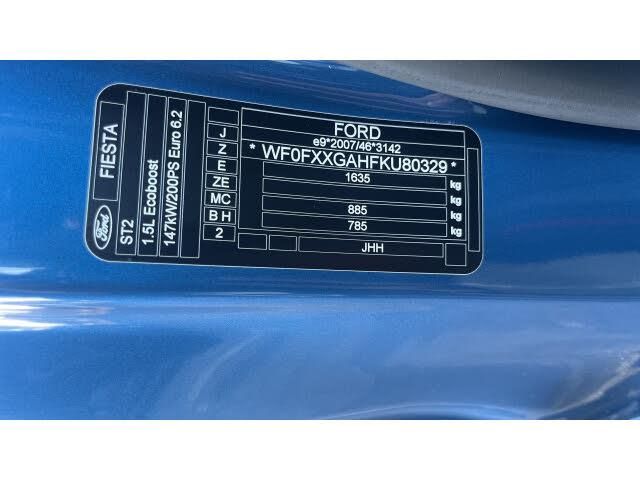 FORD
e9*2007/46*3142
* WF0FXXGAHFKU80329 *
1635 kg
kg
885 kg
785 kg
JHH
J
Z
E
ZE
MC
B H
2
FIESTA
ST2
1.5L Ecoboost
147kW/200PS Euro 6.2
Ford